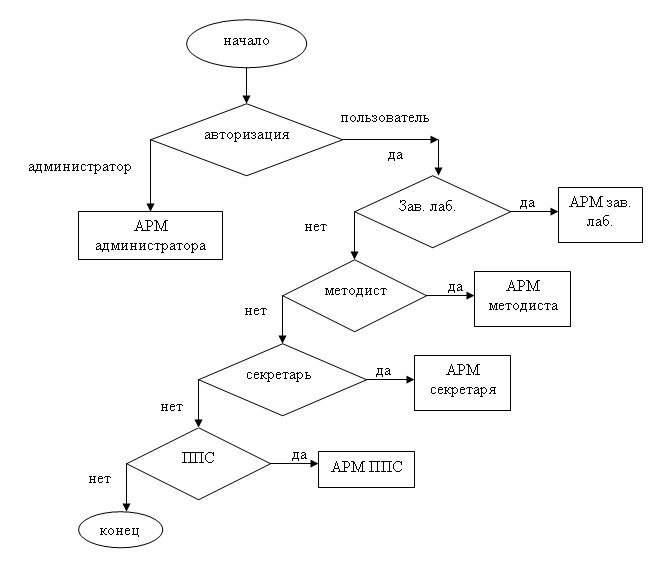 начало
пользователь
авторизация
да
администратор
АРМ
администратора
Зав. лаб.
да
АРМ зав.
лаб.
нет
методист
да
АРМ
методиста
нет
секретарь
да
АРМ
секретаря
нет
ППС
да
АРМ ППС
нет
конец